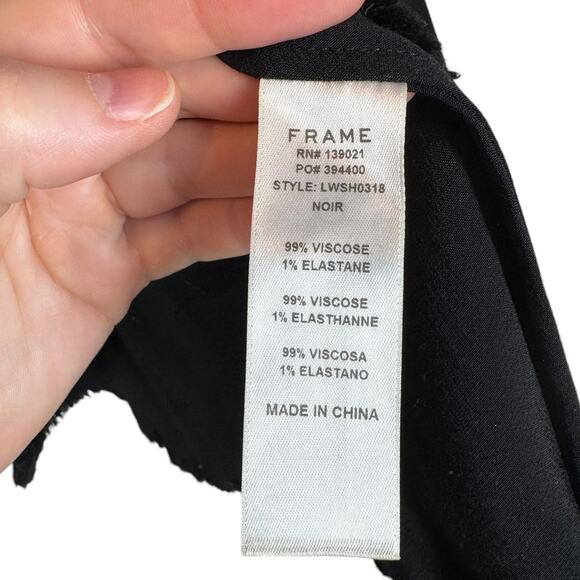 FRAME
RN# 139021
PO# 394400
STYLE: LWSH0318
NOIR
99% VISCOSE
1% ELASTANE
99% VISCOSE
1% ELASTHANNE
99% VISCOSA
1% ELASTANO
MADE IN CHINA